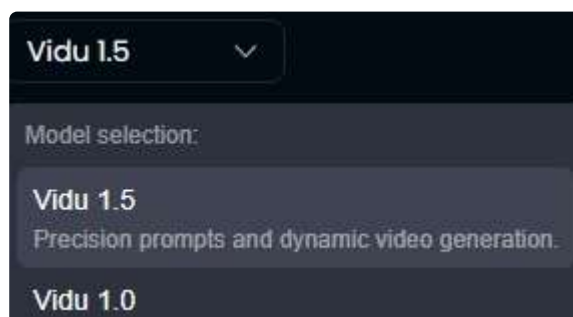 Vidu 1.5
Model selection:
Vidu 1.5
Precision prompts and dynamic video generation.
Vidu 1.0